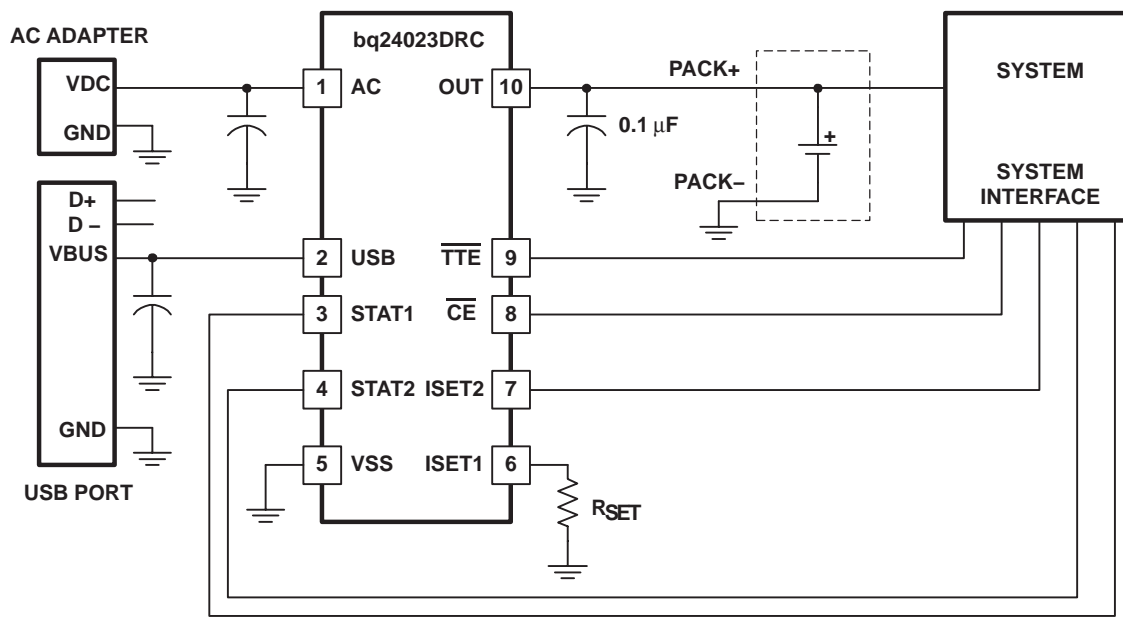 AC ADAPTER
VDC
GND
D+
D –
VBUS
GND
USB PORT
bq24023DRC
1 AC
OUT 10
2 USB
TTE 9
3 STAT1
CE 8
4 STAT2
ISET2 7
5 VSS
ISET1 6
RSET
0.1 μF
PACK+
+
PACK–
SYSTEM
SYSTEM
INTERFACE